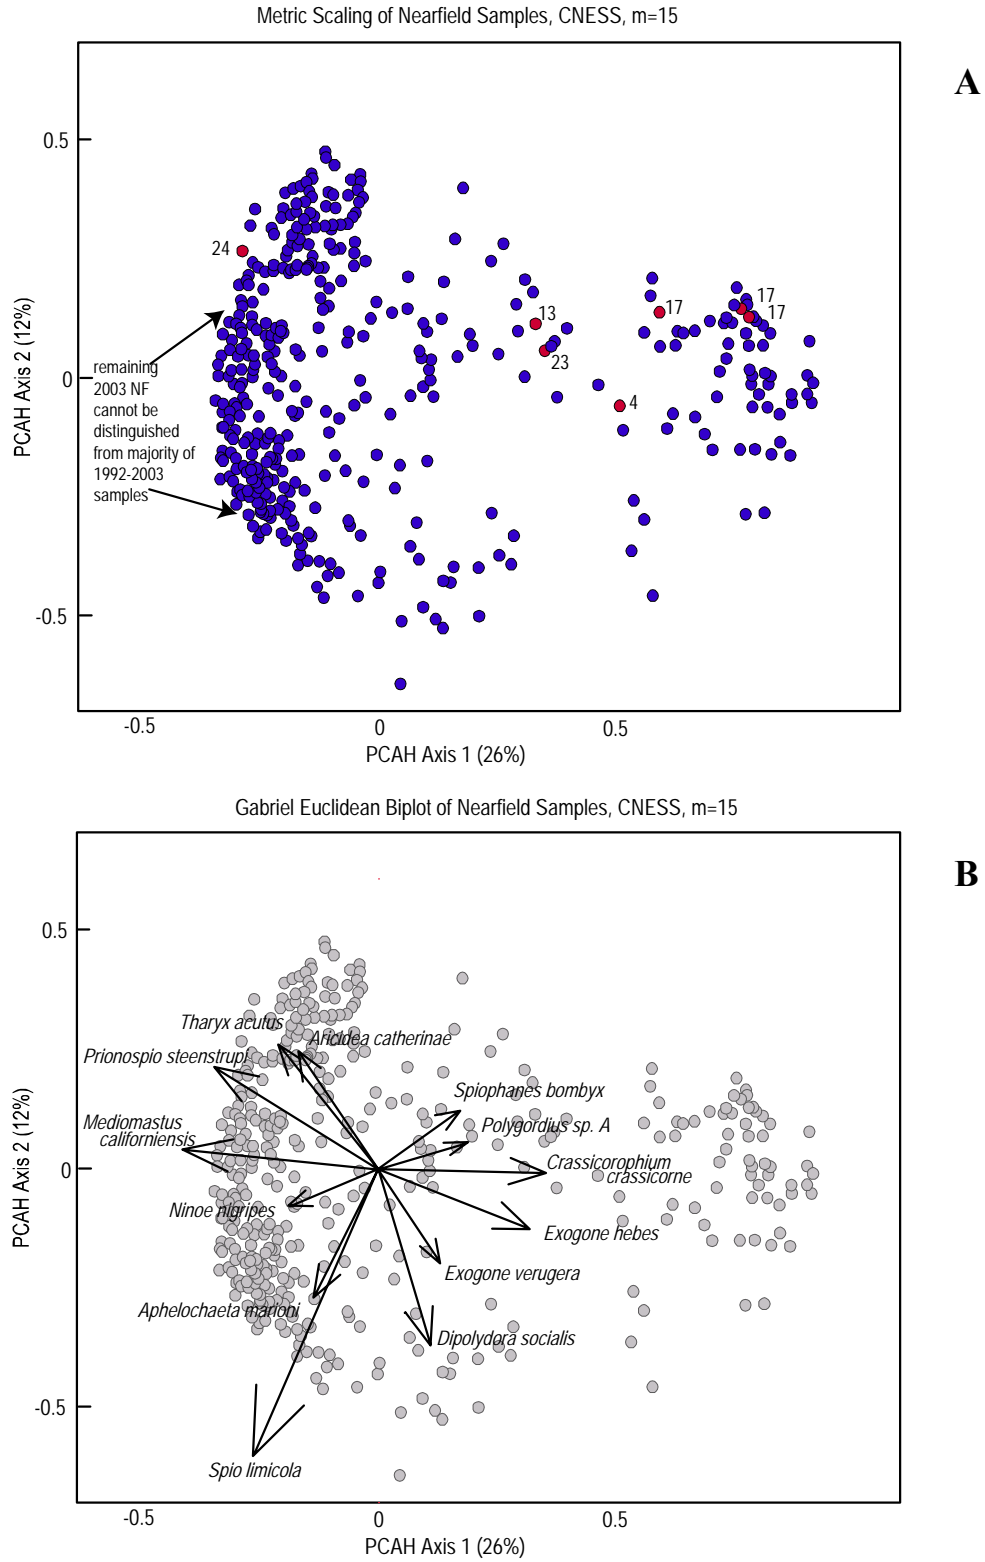 Metric Scaling of Nearfield Samples, CNESS, m=15
A
0.5
24
17
17
13
17
23
remaining
2003 NF
cannot be
distinguished
from majority of
1992-2003
samples
0
4
PCAH Axis 2 (12%)
-0.5
-0.5
0
0.5
PCAH Axis 1 (26%)
Gabriel Euclidean Biplot of Nearfield Samples, CNESS, m=15
B
0.5
Tharyx acutus
Aricidea catherinae
Prionospio steenstrupi
Spiophanes bombyx
Mediomastus
californiensis
Polygordius sp. A
0
Crassicorophium
crassicorne
Ninoe nigripes
Exogone hebes
Exogone verugera
Aphelochaeta marioni
Dipolydora socialis
PCAH Axis 2 (12%)
-0.5
Spio limicola
-0.5
0
0.5
PCAH Axis 1 (26%)